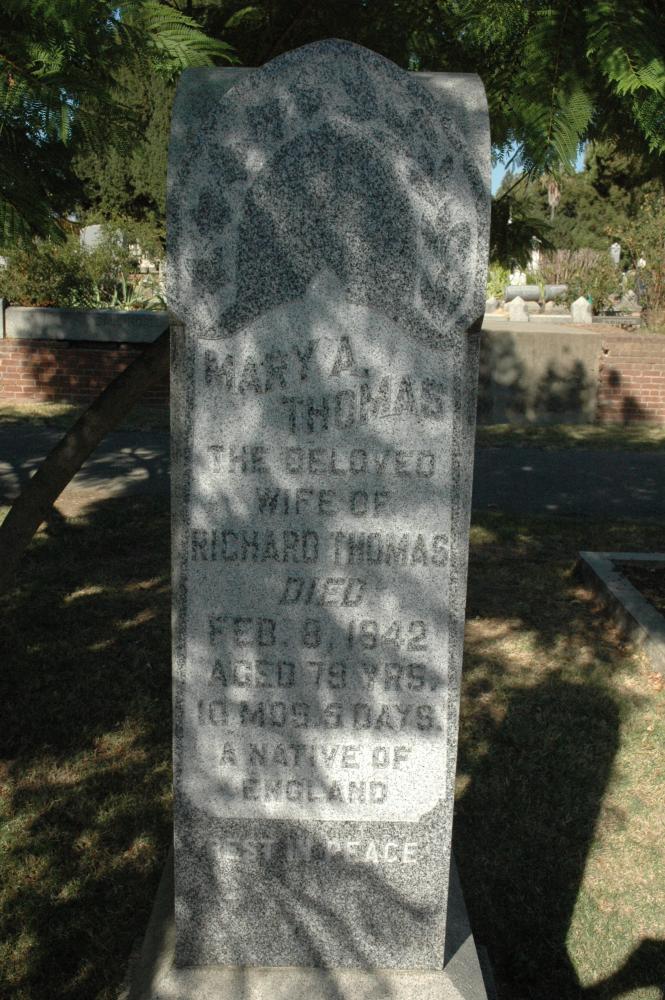 MARY A.
THOMAS
THE BELOVED
WIFE OF
RICHARD THOMAS
DIED
FEB. 8, 1942
AGED 79 YRS.
10 MOS. 5 DAYS.
A NATIVE OF
ENGLAND
REST IN PEACE